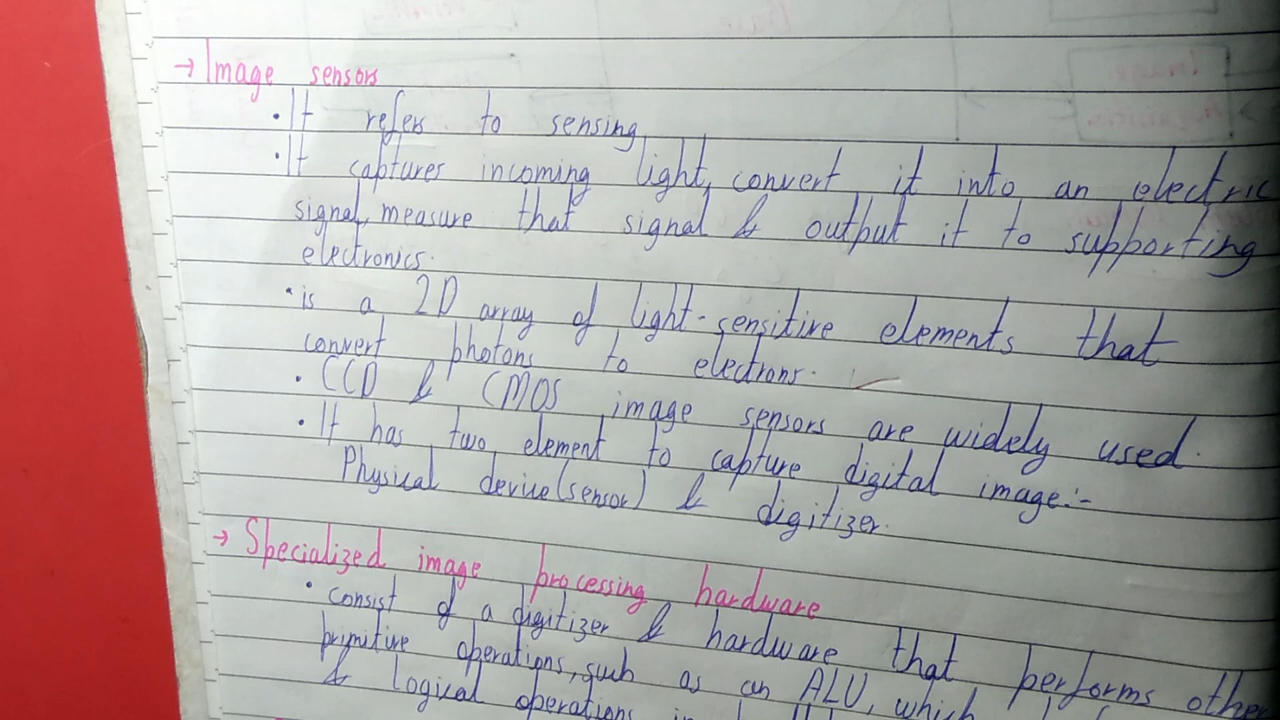 → Image sensors
• It refers to sensing
• It captures incoming light, convert it into an electric
signal, measure that signal & output it to supporting
electronics.
• is a 2D array of light-sensitive elements that
convert photons to electrons.
• CCD & CMOS image sensors are widely used.
• It has two element to capture digital image:-
Physical device(sensor) & digitizer.
→ Specialized image processing hardware
• consist of a digitizer & hardware that performs other
primitive operations, such as an ALU, which
& logical operations